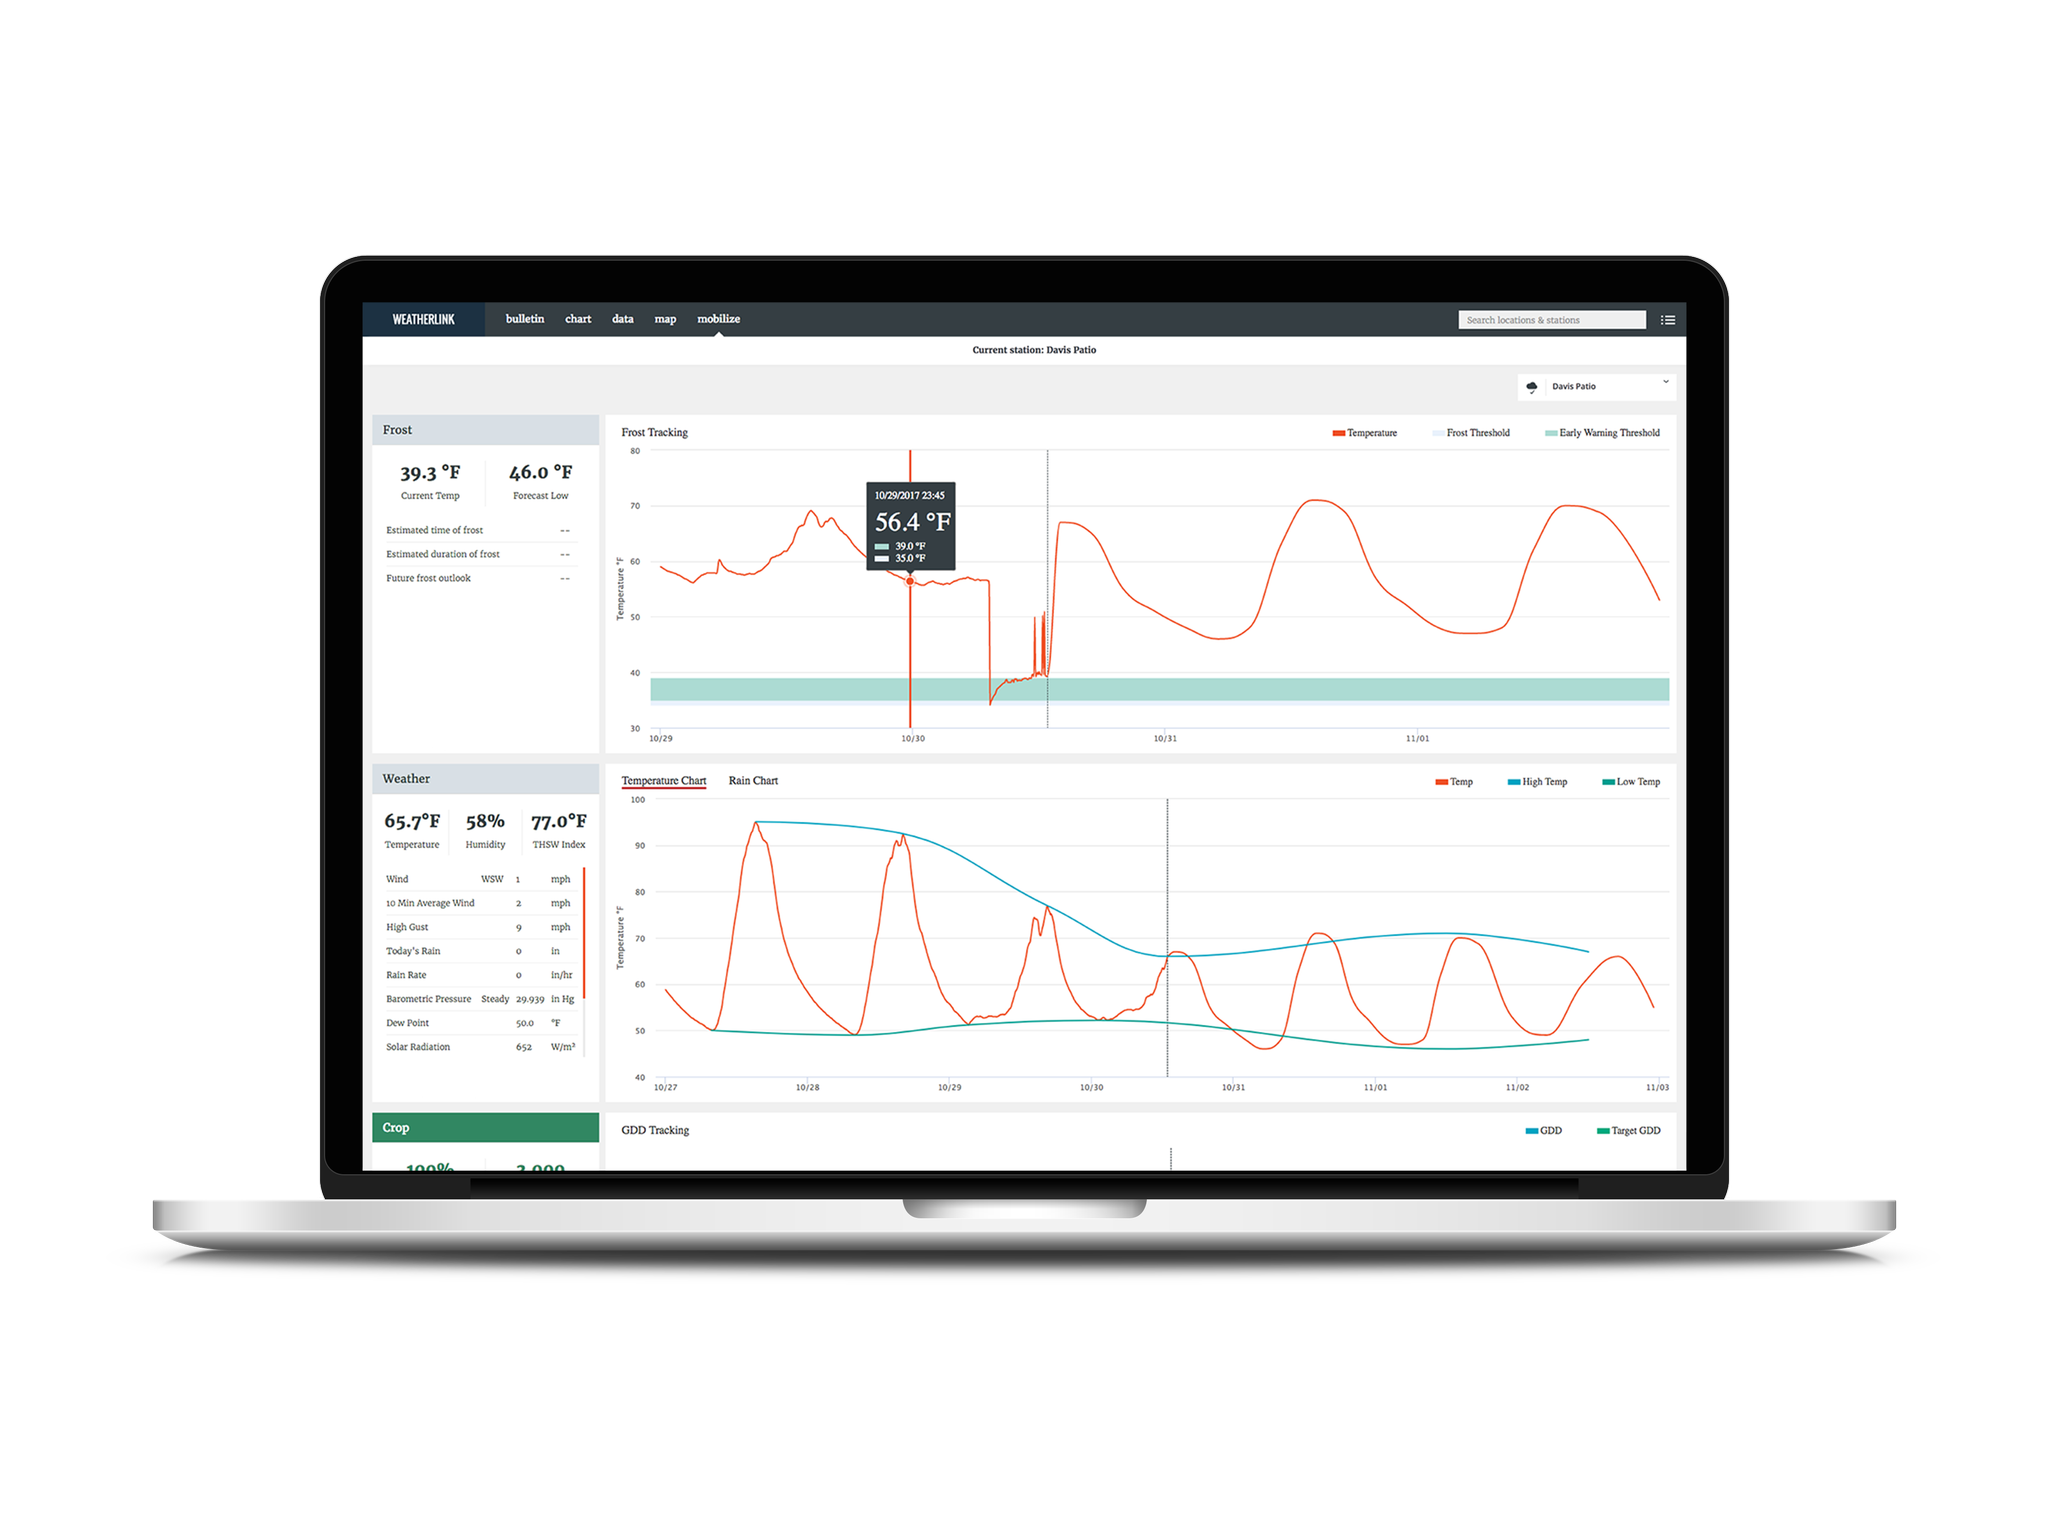 WEATHERLINK bulletin chart data map mobilize Search locations & stations
Current station: Davis Patio
Davis Patio
Frost
39.3 °F 46.0 °F
Current Temp Forecast Low
Estimated time of frost --
Estimated duration of frost --
Future frost outlook --
Frost Tracking Temperature Frost Threshold Early Warning Threshold
Temperature °F
80
70
60
50
40
30
10/29/2017 23:45
56.4 °F
39.0 °F
35.0 °F
10/29 10/30 10/31 11/01
Weather
65.7°F 58% 77.0°F
Temperature Humidity THSW Index
Wind WSW 1 mph
10 Min Average Wind 2 mph
High Gust 9 mph
Today's Rain 0 in
Rain Rate 0 in/hr
Barometric Pressure Steady 29.939 in Hg
Dew Point 50.0 °F
Solar Radiation 652 W/m²
Temperature Chart Rain Chart Temp High Temp Low Temp
Temperature °F
100
90
80
70
60
50
40
10/27 10/28 10/29 10/30 10/31 11/01 11/02 11/03
Crop
GDD Tracking GDD Target GDD